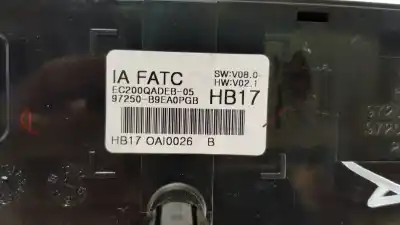 IA FATC
SW:V08.0
HW:V02.1
EC200QADEB-05
97250-B9EA0PGB
HB17
HB17 OAI0026 B